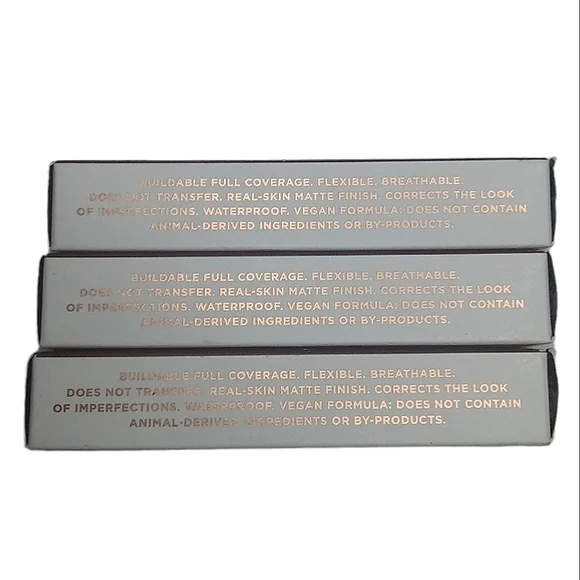 BUILDABLE FULL COVERAGE. FLEXIBLE. BREATHABLE.
DOES NOT TRANSFER. REAL-SKIN MATTE FINISH. CORRECTS THE LOOK
OF IMPERFECTIONS. WATERPROOF. VEGAN FORMULA: DOES NOT CONTAIN
ANIMAL-DERIVED INGREDIENTS OR BY-PRODUCTS.
BUILDABLE FULL COVERAGE. FLEXIBLE. BREATHABLE.
DOES NOT TRANSFER. REAL-SKIN MATTE FINISH. CORRECTS THE LOOK
OF IMPERFECTIONS. WATERPROOF. VEGAN FORMULA: DOES NOT CONTAIN
ANIMAL-DERIVED INGREDIENTS OR BY-PRODUCTS.
BUILDABLE FULL COVERAGE. FLEXIBLE. BREATHABLE.
DOES NOT TRANSFER. REAL-SKIN MATTE FINISH. CORRECTS THE LOOK
OF IMPERFECTIONS. WATERPROOF. VEGAN FORMULA: DOES NOT CONTAIN
ANIMAL-DERIVED INGREDIENTS OR BY-PRODUCTS.